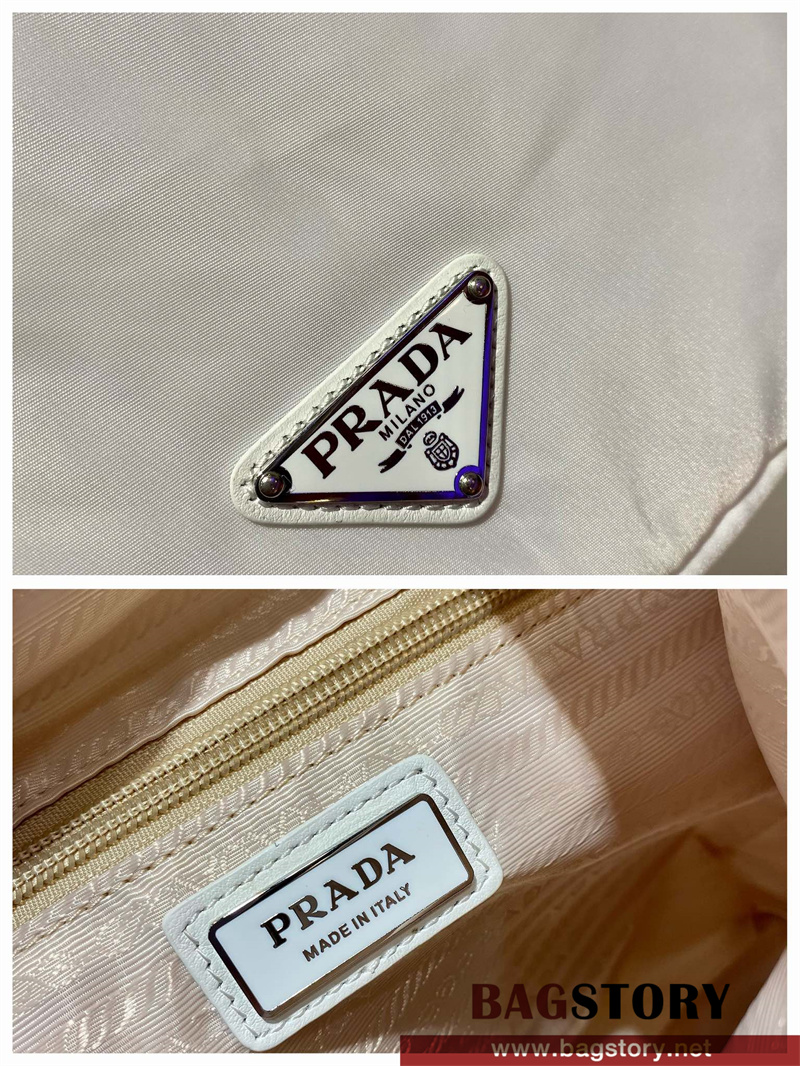 PRADA
MILANO
DAL 1913
PRADA
MADE IN ITALY
BAGSTORY
www.bagstory.net